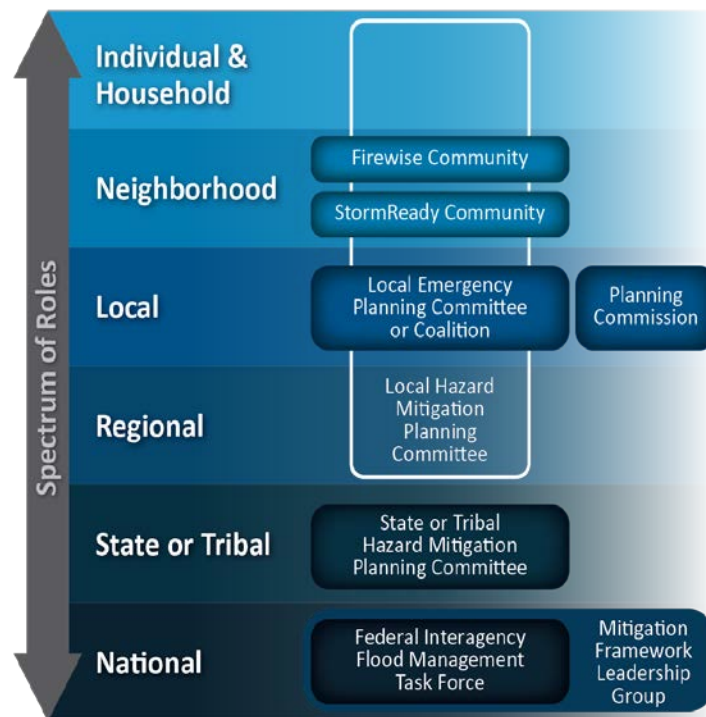 Spectrum of Roles
Individual &
Household
Neighborhood
Firewise Community
StormReady Community
Local
Local Emergency
Planning Committee
or Coalition
Planning
Commission
Regional
Local Hazard
Mitigation
Planning
Committee
State or Tribal
State or Tribal
Hazard Mitigation
Planning Committee
National
Federal Interagency
Flood Management
Task Force
Mitigation
Framework
Leadership
Group